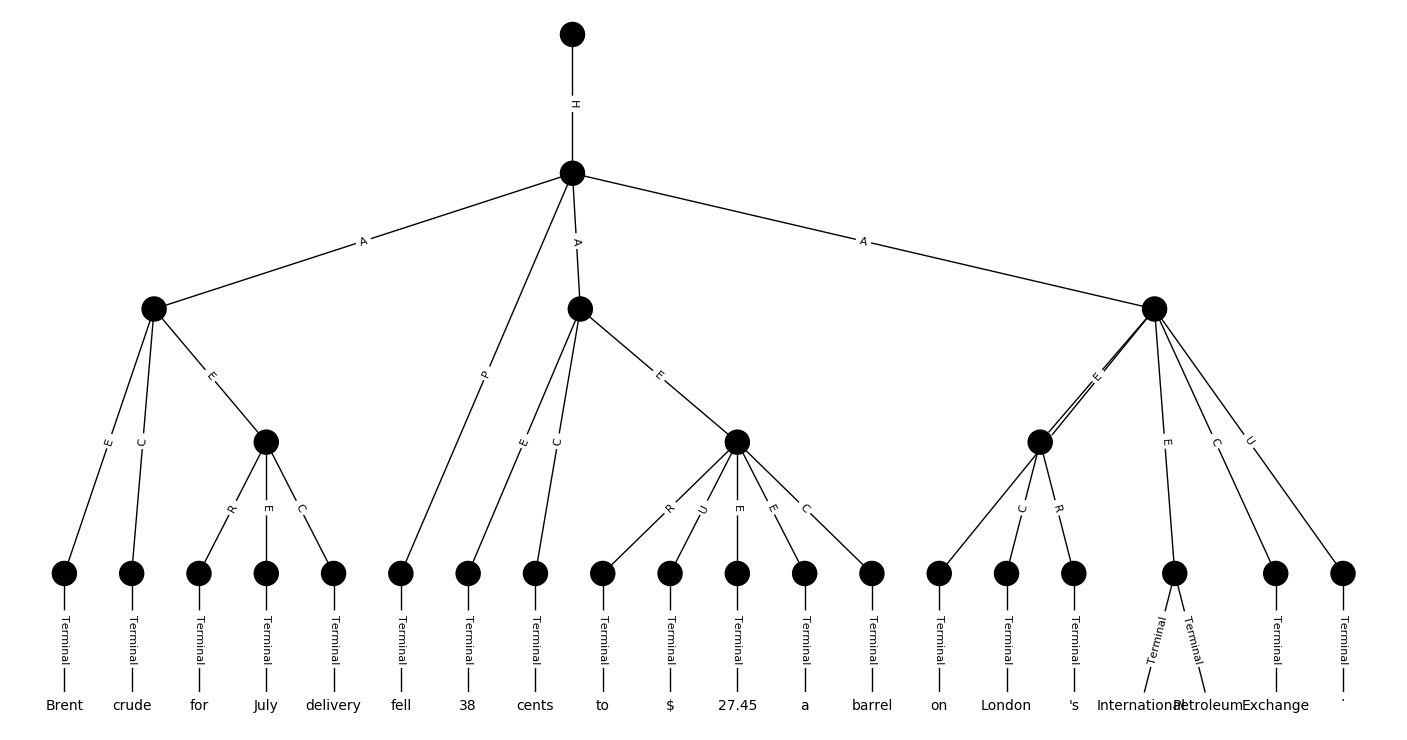 H
A A A
E P E E
E C E C E C U
R E C R U E E C C R
Terminal Terminal Terminal Terminal Terminal Terminal Terminal Terminal Terminal Terminal Terminal Terminal Terminal Terminal Terminal Terminal Terminal Terminal Terminal Terminal
Brent crude for July delivery fell 38 cents to $ 27.45 a barrel on London 's International Petroleum Exchange .